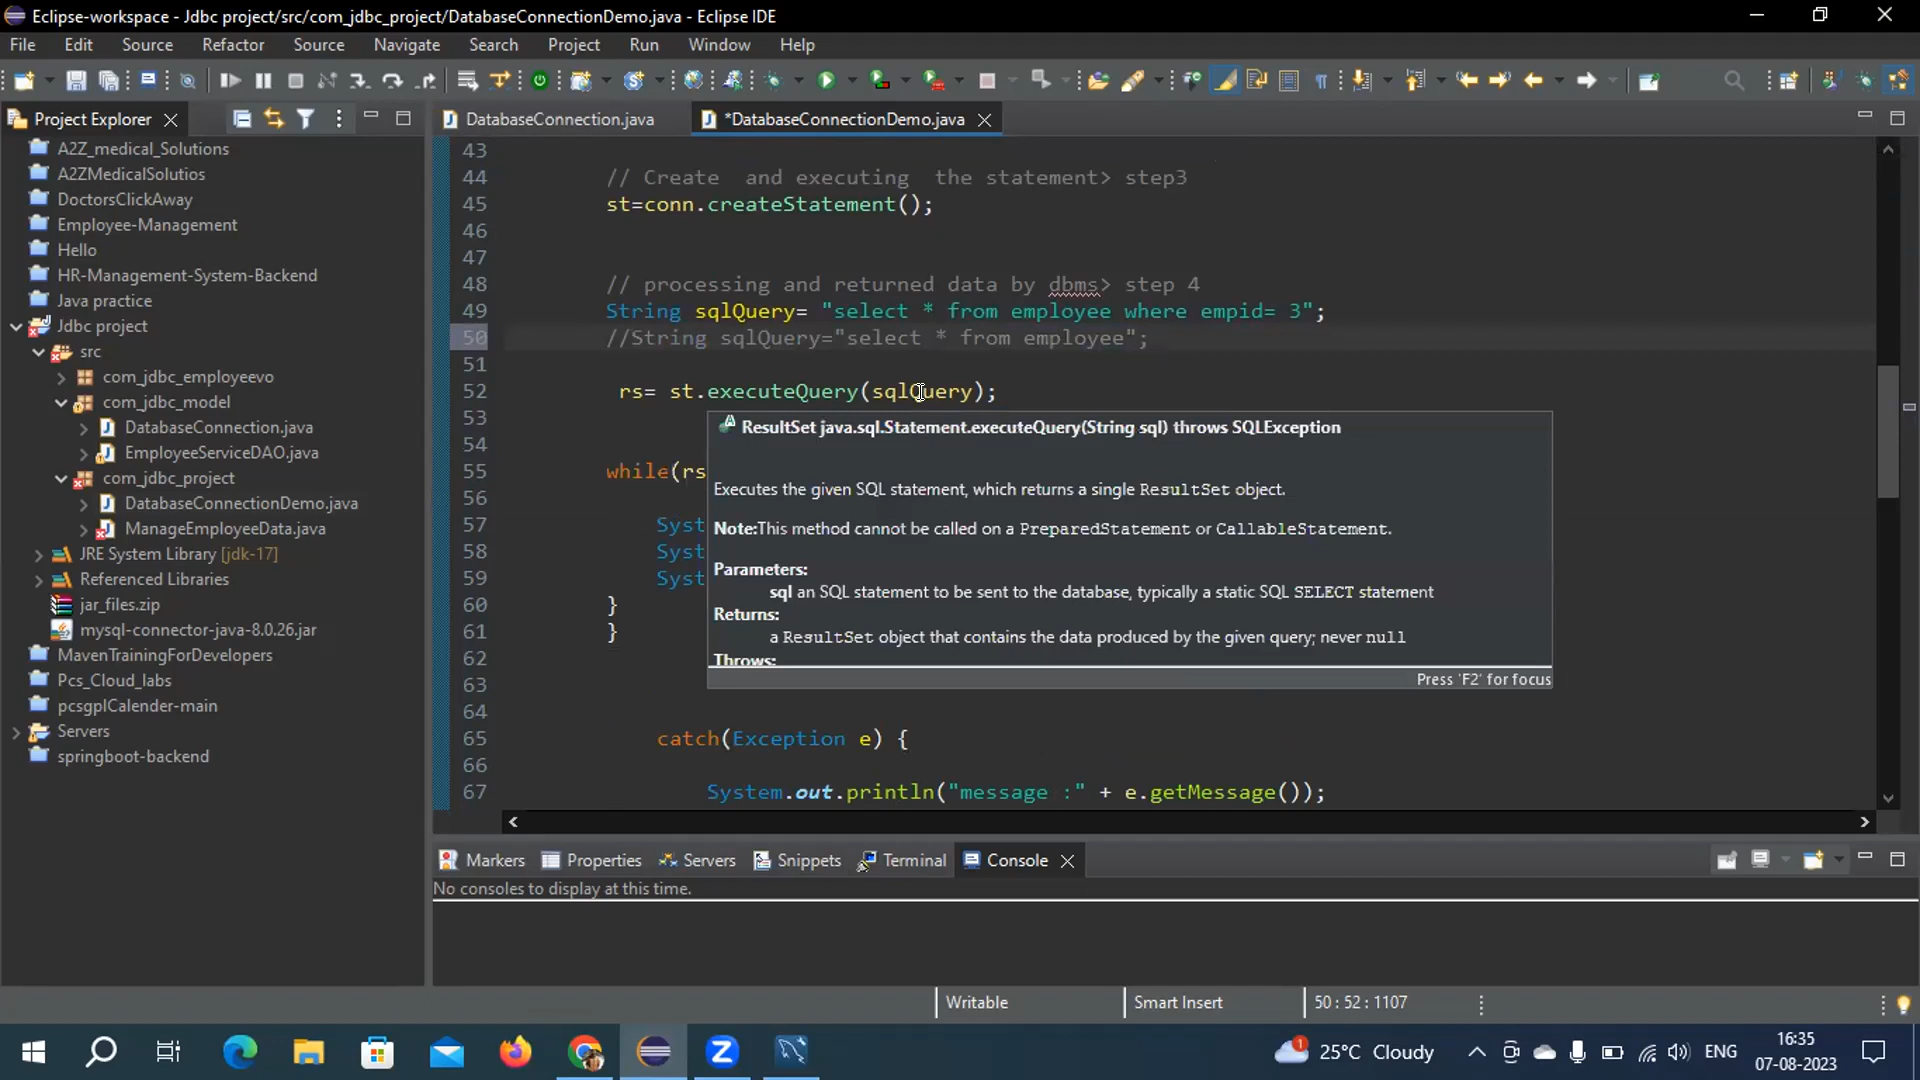 Eclipse-workspace - Jdbc project/src/com_jdbc_project/DatabaseConnectionDemo.java - Eclipse IDE
File Edit Source Refactor Source Navigate Search Project Run Window Help
Project Explorer
DatabaseConnection.java
*DatabaseConnectionDemo.java
A2Z_medical_Solutions
A2ZMedicalSolutios
DoctorsClickAway
Employee-Management
Hello
HR-Management-System-Backend
Java practice
Jdbc project
src
com_jdbc_employeevo
com_jdbc_model
DatabaseConnection.java
EmployeeServiceDAO.java
com_jdbc_project
DatabaseConnectionDemo.java
ManageEmployeeData.java
JRE System Library [jdk-17]
Referenced Libraries
jar_files.zip
mysql-connector-java-8.0.26.jar
MavenTrainingForDevelopers
Pcs_Cloud_labs
pcsgplCalender-main
Servers
springboot-backend
43
44 // Create  and executing  the statement> step3
45 st=conn.createStatement();
46
47
48 // processing and returned data by dbms> step 4
49 String sqlQuery= "select * from employee where empid= 3";
50 //String sqlQuery="select * from employee";
51
52 rs= st.executeQuery(sqlQuery);
53
54
55 while(rs
56
57 Syst
58 Syst
59 Syst
60 }
61 }
62
63
64
65 catch(Exception e) {
66
67 System.out.println("message :" + e.getMessage());
ResultSet java.sql.Statement.executeQuery(String sql) throws SQLException
Executes the given SQL statement, which returns a single ResultSet object.
Note:This method cannot be called on a PreparedStatement or CallableStatement.
Parameters:
sql an SQL statement to be sent to the database, typically a static SQL SELECT statement
Returns:
a ResultSet object that contains the data produced by the given query; never null
Throws:
Press 'F2' for focus
Markers Properties Servers Snippets Terminal Console
No consoles to display at this time.
Writable Smart Insert 50 : 52 : 1107
25°C Cloudy
ENG
16:35
07-08-2023